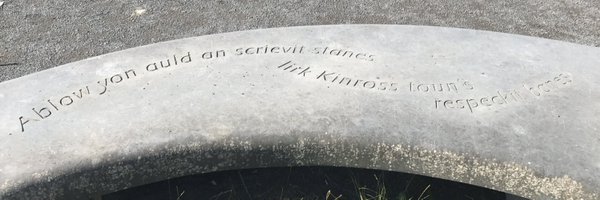 Ablow yon auld an scrievit stanes
lirk Kinross toun's
respeckit banes